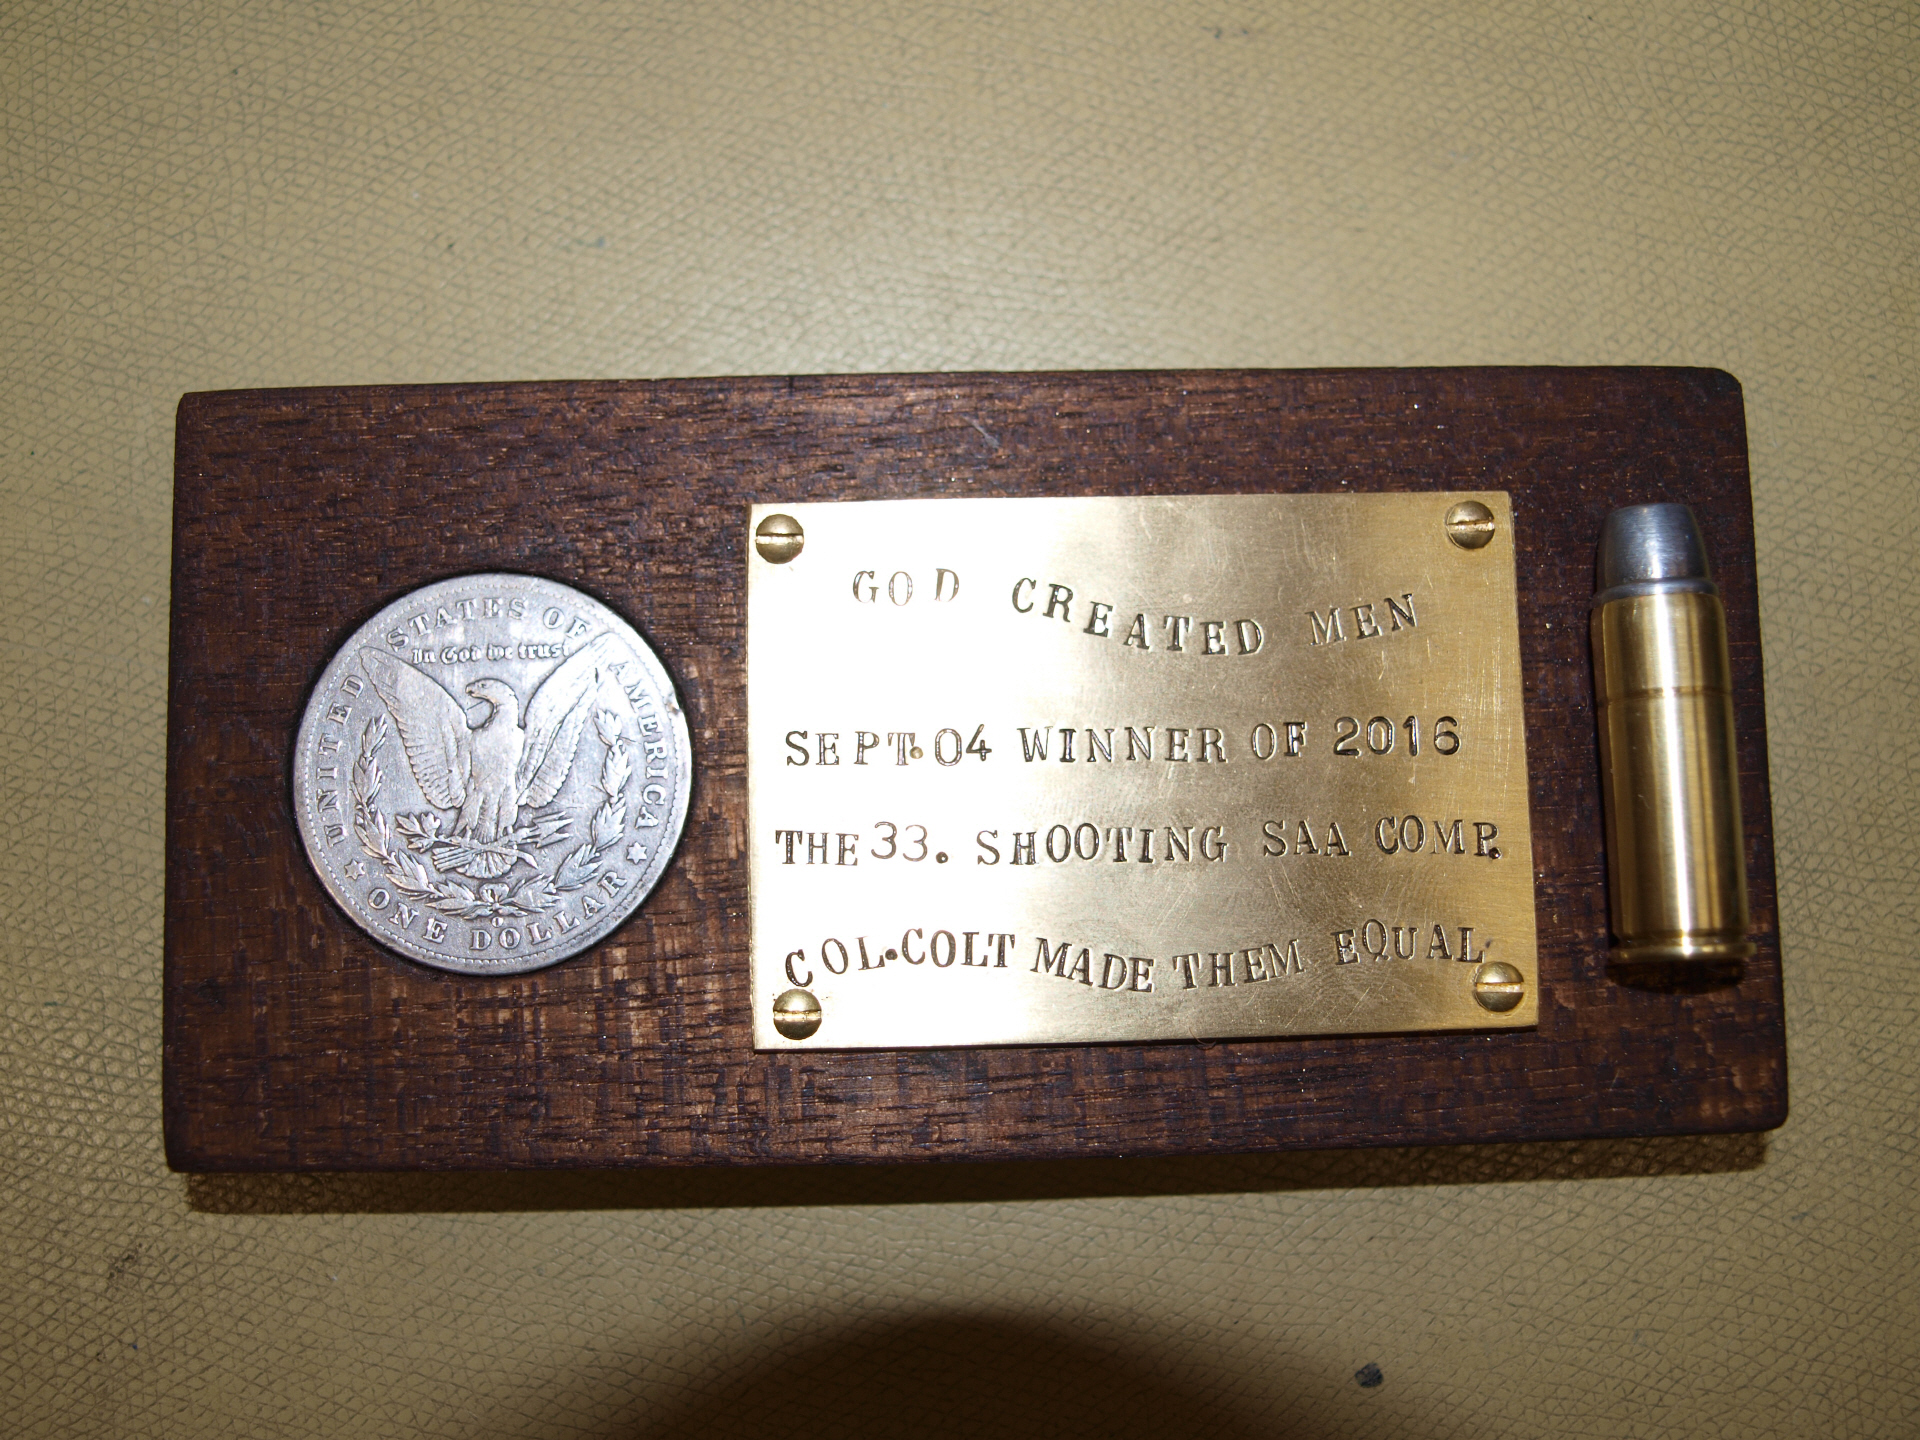 UNITED STATES OF AMERICA
In God we trust
O
ONE DOLLAR
GOD CREATED MEN
SEPT.04 WINNER OF 2016
THE 33. SHOOTING SAA COMP.
COL.COLT MADE THEM EQUAL